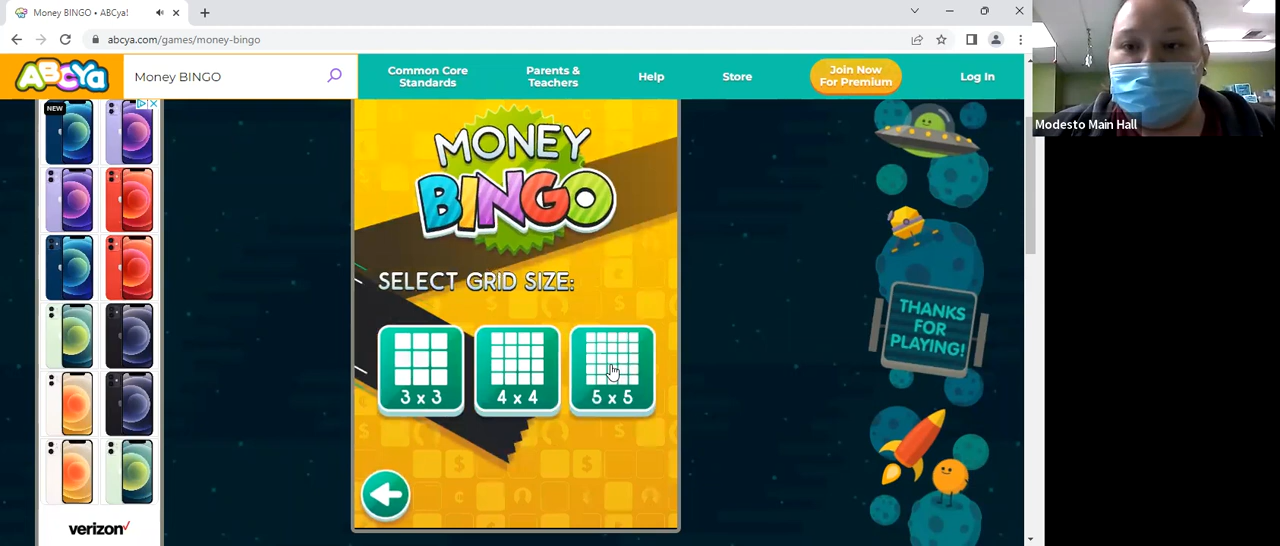 Money BINGO • ABCya!
abcya.com/games/money-bingo
ABCYa
Money BINGO
Common Core
Standards
Parents &
Teachers
Help
Store
Join Now
For Premium
Log In
NEW
verizon✓
MONEY
BINGO
SELECT GRID SIZE:
3 x 3
4 x 4
5 x 5
THANKS
FOR
PLAYING!
Modesto Main Hall